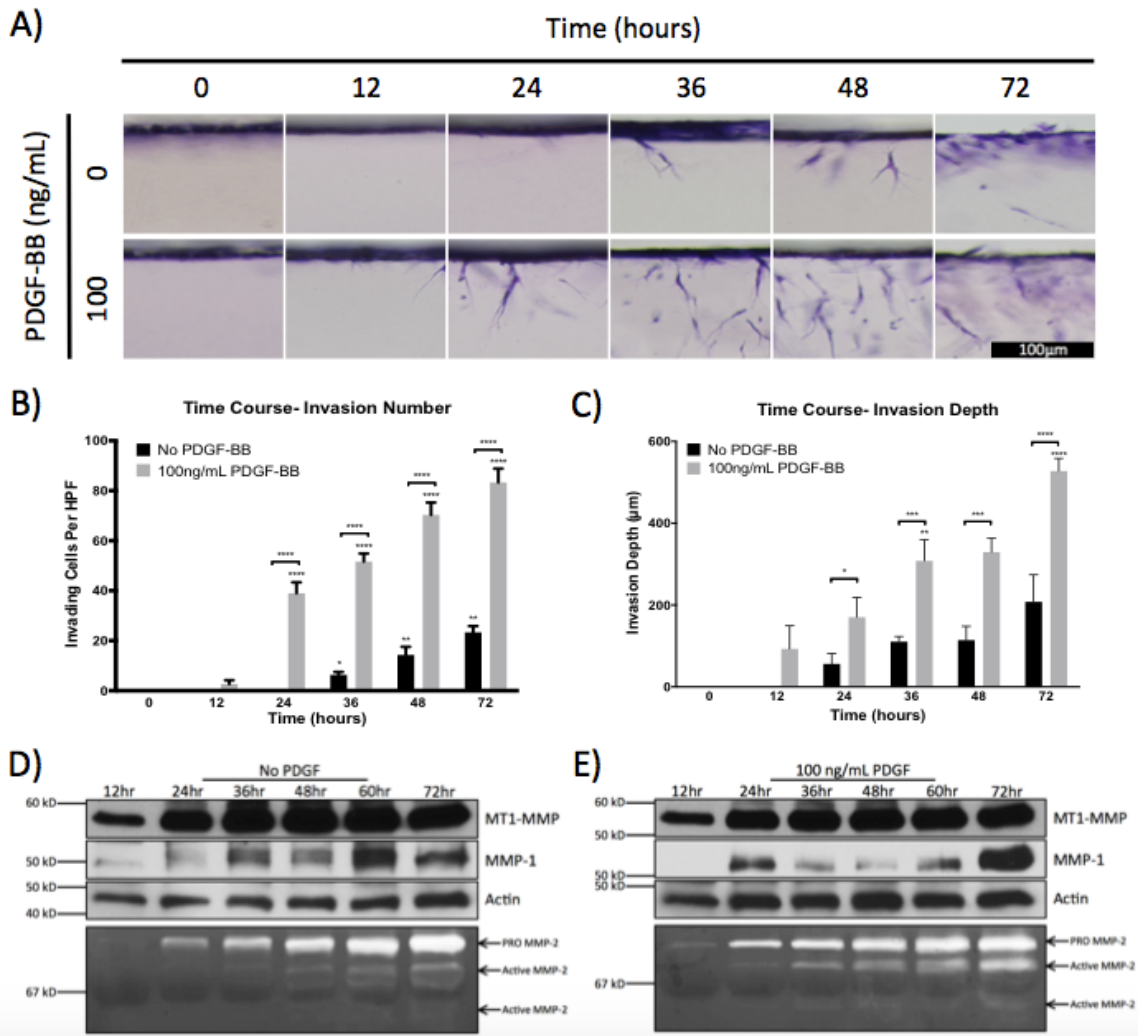 A)
Time (hours)
0 12 24 36 48 72
PDGF-BB (ng/mL)
0
100
100μm
B)
Time Course- Invasion Number
Invading Cells Per HPF
100
80
60
40
20
0
No PDGF-BB
100ng/mL PDGF-BB
****
****
****
****
****
****
****
****
*
**
**
0 12 24 36 48 72
Time (hours)
C)
Time Course- Invasion Depth
Invasion Depth (μm)
600
400
200
0
No PDGF-BB
100ng/mL PDGF-BB
*
***
**
***
****
****
0 12 24 36 48 72
Time (hours)
D)
No PDGF
12hr 24hr 36hr 48hr 60hr 72hr
60 kD
MT1-MMP
50 kD
MMP-1
50 kD
40 kD
Actin
PRO MMP-2
Active MMP-2
67 kD
Active MMP-2
E)
100 ng/mL PDGF
12hr 24hr 36hr 48hr 60hr 72hr
60 kD
50 kD
MT1-MMP
MMP-1
50 kD
50 kD
Actin
PRO MMP-2
Active MMP-2
67 kD
Active MMP-2